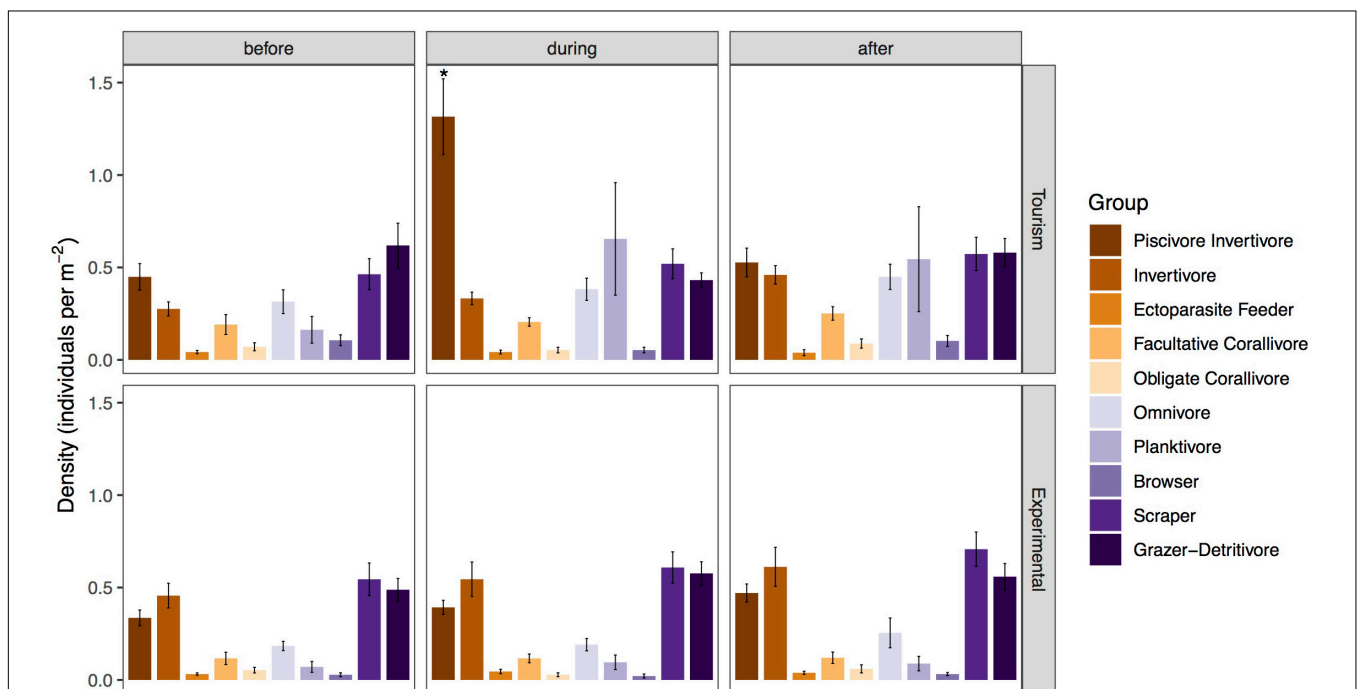 before during after
*
1.5
1.0
0.5
0.0
Tourism
1.5
1.0
0.5
0.0
Experimental
Density (individuals per m−2)
Group
Piscivore Invertivore
Invertivore
Ectoparasite Feeder
Facultative Corallivore
Obligate Corallivore
Omnivore
Planktivore
Browser
Scraper
Grazer−Detritivore